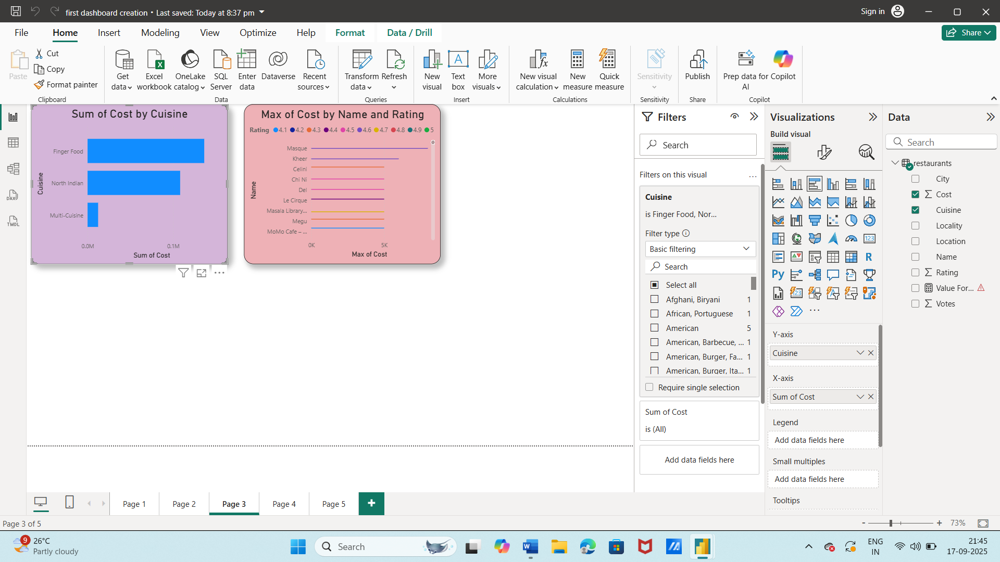 first dashboard creation • Last saved: Today at 8:37 pm
Sign in
File Home Insert Modeling View Optimize Help Format Data / Drill
Share
Paste
Cut
Copy
Format painter
Clipboard
Get data
Excel workbook
OneLake catalog
SQL Server
Enter data
Dataverse
Recent sources
Data
Transform data
Refresh
Queries
New visual
Text box
More visuals
Insert
New visual calculation
New measure
Quick measure
Calculations
Sensitivity
Sensitivity
Publish
Share
Prep data for AI
Copilot
Copilot
DAX
TMDL
Sum of Cost by Cuisine
Cuisine
Finger Food
North Indian
Multi-Cuisine
0.0M 0.1M
Sum of Cost
Max of Cost by Name and Rating
Rating 4.1 4.2 4.3 4.4 4.5 4.6 4.7 4.8 4.9 5
Name
Masque
Kheer
Celini
Chi Ni
Del
Le Cirque
Masala Library...
Megu
MoMo Cafe – ...
0K 5K
Max of Cost
Filters
Search
Filters on this visual ...
Cuisine
is Finger Food, Nor...
Filter type
Basic filtering
Search
Select all
Afghani, Biryani 1
African, Portuguese 1
American 5
American, Barbecue, ... 1
American, Burger, Fa... 1
American, Burger, Ita... 1
Require single selection
Sum of Cost
is (All)
Add data fields here
Visualizations
Build visual
123
R
Py
123
...
Y-axis
Cuisine
X-axis
Sum of Cost
Legend
Add data fields here
Small multiples
Add data fields here
Tooltips
Data
Search
restaurants
City
Cost
Cuisine
Locality
Location
Name
Rating
Value For...
Votes
Page 1 Page 2 Page 3 Page 4 Page 5 +
Page 3 of 5
- + 73%
9
26°C
Partly cloudy
Search
ENG
IN
21:45
17-09-2025